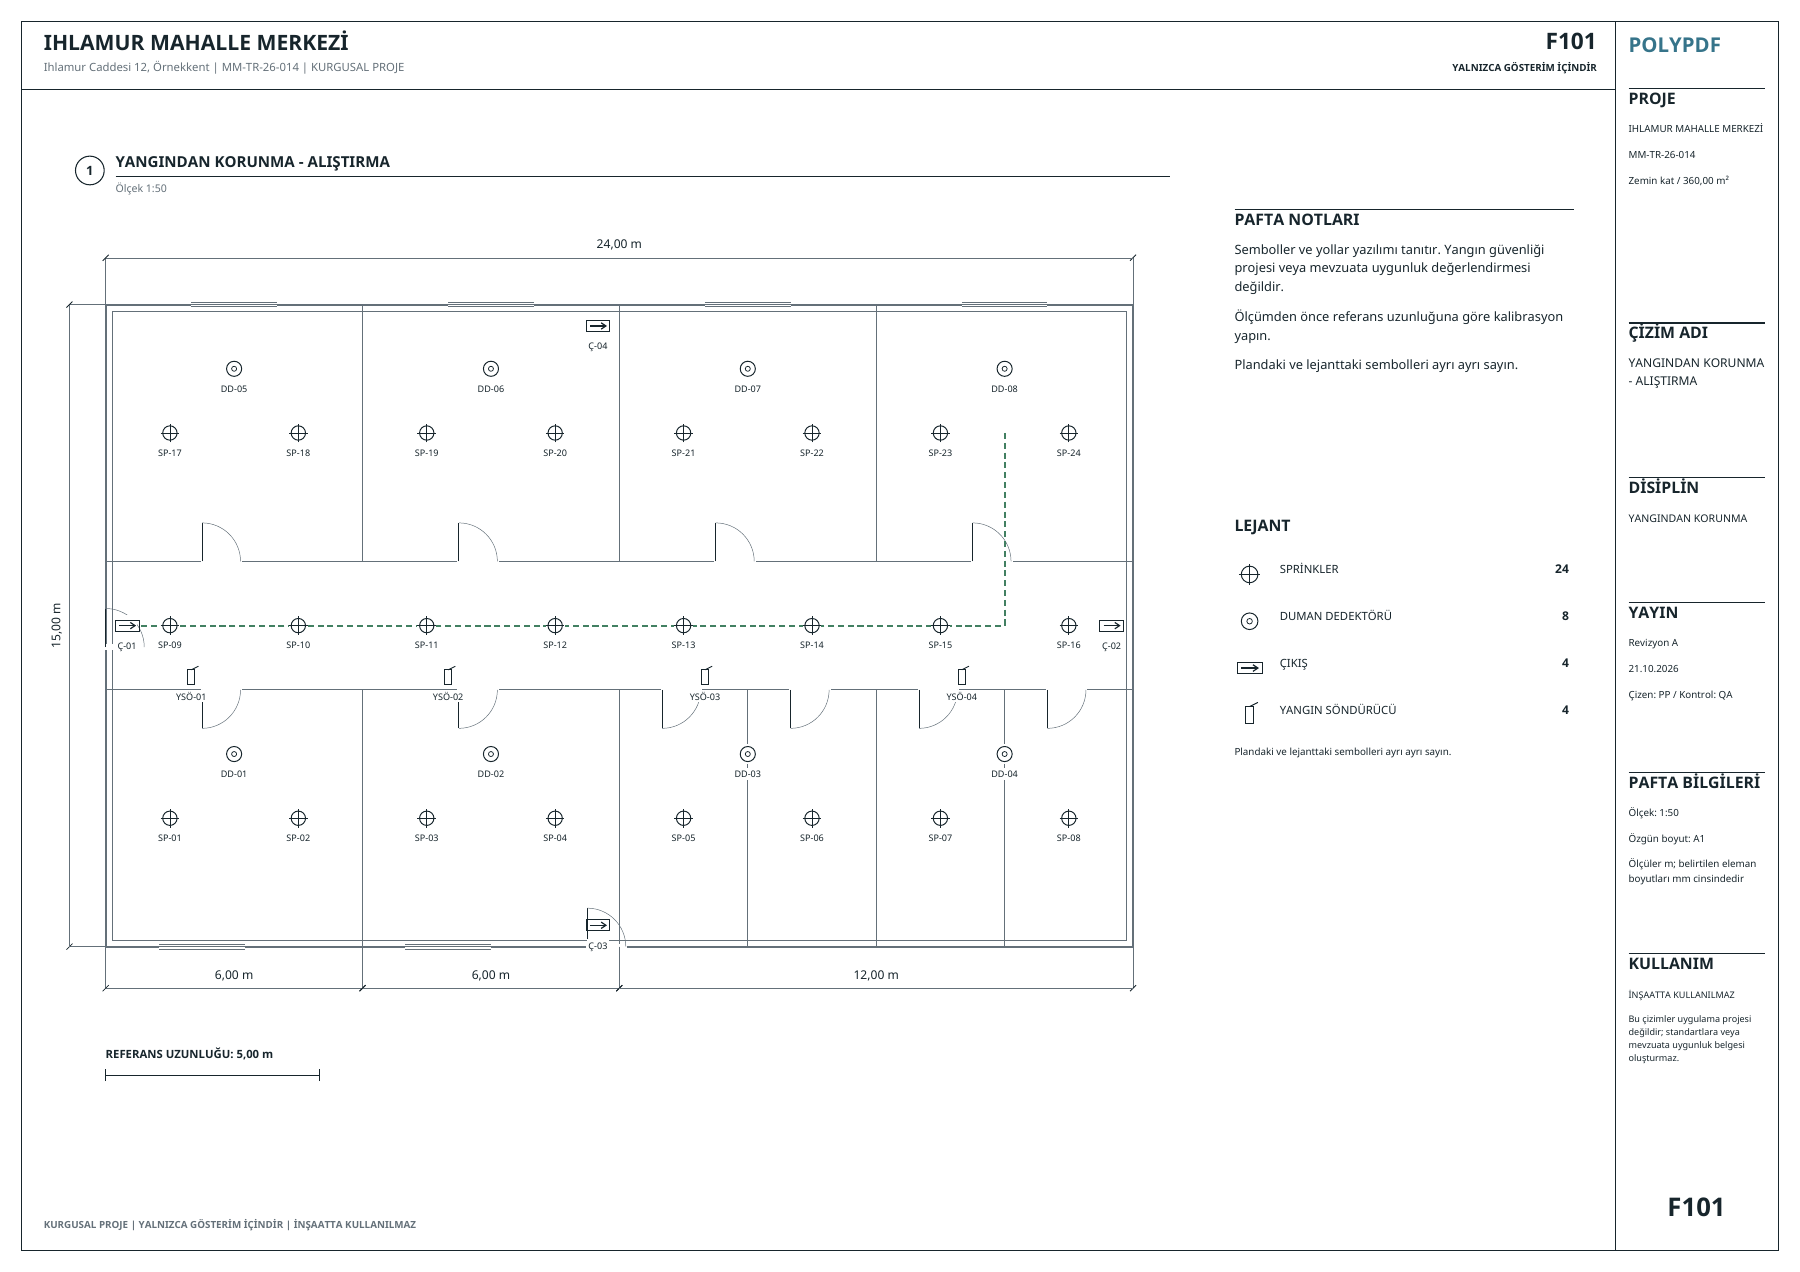 IHLAMUR MAHALLE MERKEZİ
Ihlamur Caddesi 12, Örnekkent | MM-TR-26-014 | KURGUSAL PROJE
F101
YALNIZCA GÖSTERİM İÇİNDİR
1
YANGINDAN KORUNMA - ALIŞTIRMA
Ölçek 1:50
24,00 m
15,00 m
Ç-04
DD-05
DD-06
DD-07
DD-08
SP-17
SP-18
SP-19
SP-20
SP-21
SP-22
SP-23
SP-24
Ç-01
SP-09
SP-10
SP-11
SP-12
SP-13
SP-14
SP-15
SP-16
Ç-02
YSÖ-01
YSÖ-02
YSÖ-03
YSÖ-04
DD-01
DD-02
DD-03
DD-04
SP-01
SP-02
SP-03
SP-04
SP-05
SP-06
SP-07
SP-08
Ç-03
6,00 m
6,00 m
12,00 m
REFERANS UZUNLUĞU: 5,00 m
PAFTA NOTLARI
Semboller ve yollar yazılımı tanıtır. Yangın güvenliği
projesi veya mevzuata uygunluk değerlendirmesi
değildir.
Ölçümden önce referans uzunluğuna göre kalibrasyon
yapın.
Plandaki ve lejanttaki sembolleri ayrı ayrı sayın.
LEJANT
SPRİNKLER 24
DUMAN DEDEKTÖRÜ 8
ÇIKIŞ 4
YANGIN SÖNDÜRÜCÜ 4
Plandaki ve lejanttaki sembolleri ayrı ayrı sayın.
KURGUSAL PROJE | YALNIZCA GÖSTERİM İÇİNDİR | İNŞAATTA KULLANILMAZ
POLYPDF
PROJE
IHLAMUR MAHALLE MERKEZİ
MM-TR-26-014
Zemin kat / 360,00 m²
ÇİZİM ADI
YANGINDAN KORUNMA
- ALIŞTIRMA
DİSİPLİN
YANGINDAN KORUNMA
YAYIN
Revizyon A
21.10.2026
Çizen: PP / Kontrol: QA
PAFTA BİLGİLERİ
Ölçek: 1:50
Özgün boyut: A1
Ölçüler m; belirtilen eleman
boyutları mm cinsindedir
KULLANIM
İNŞAATTA KULLANILMAZ
Bu çizimler uygulama projesi
değildir; standartlara veya
mevzuata uygunluk belgesi
oluşturmaz.
F101